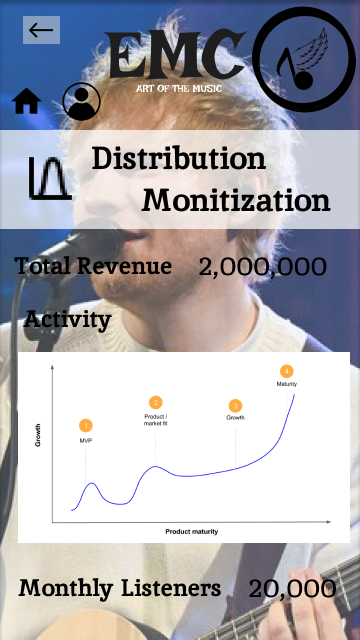 EMC
ART OF THE MUSIC
Distribution
Monitization
Total Revenue 2,000,000
Activity
4
Maturity
2
Product /
market fit
3
Growth
1
MVP
Growth
Product maturity
Monthly Listeners 20,000